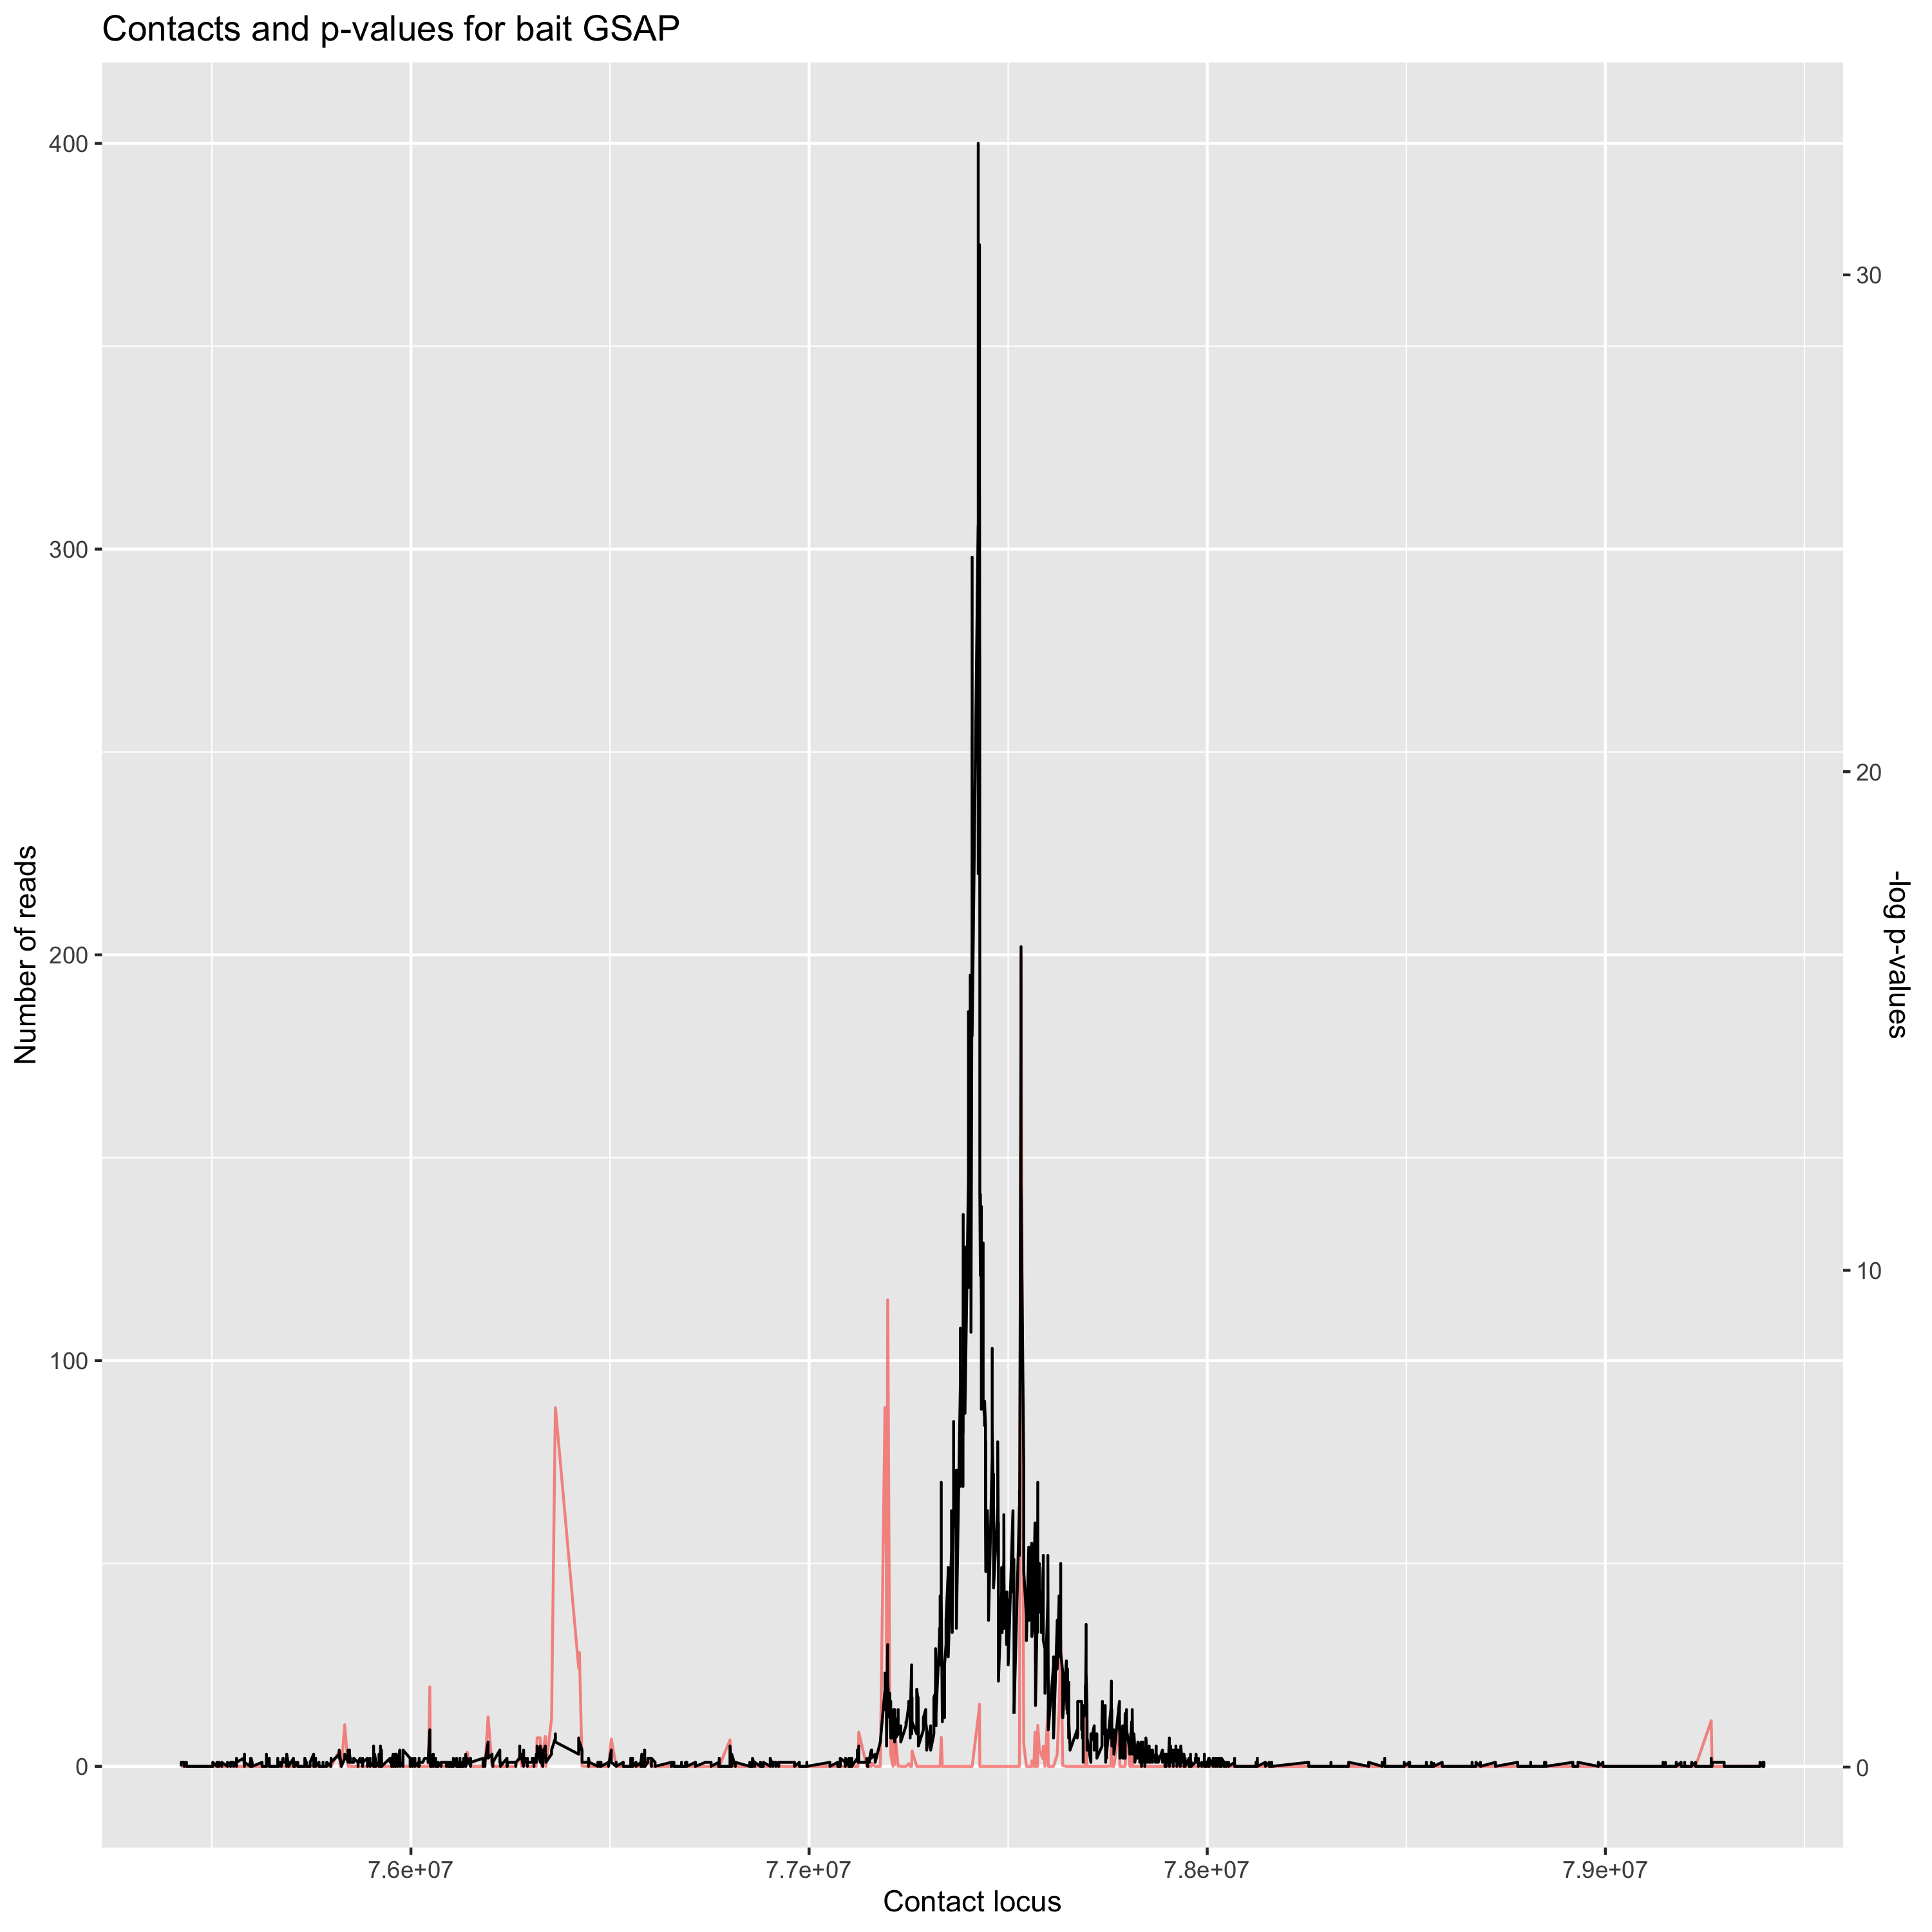 Contacts and p-values for bait GSAP
400
300
200
100
0
Number of reads
30
20
10
0
-log p-values
7.6e+07
7.7e+07
7.8e+07
7.9e+07
Contact locus